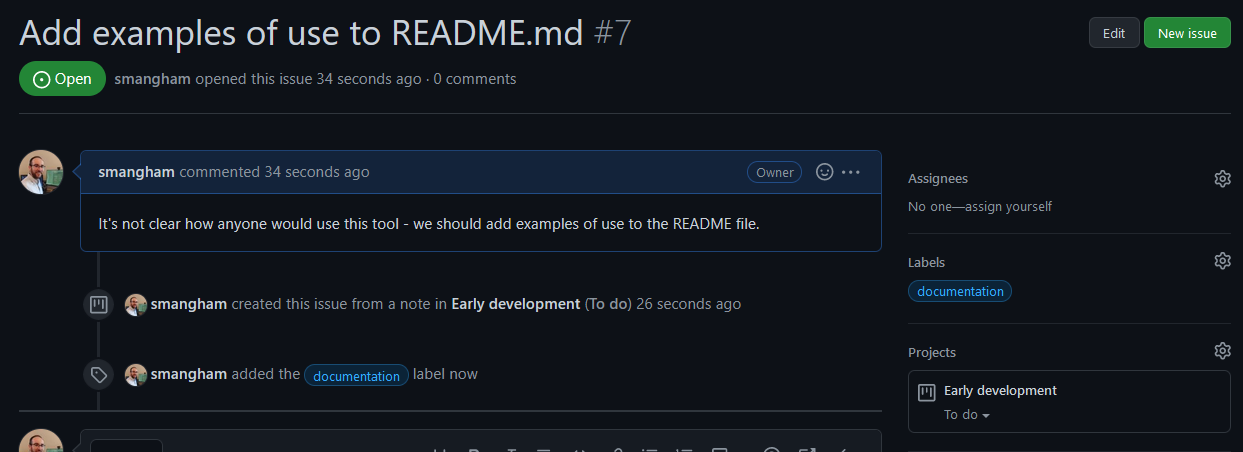 Add examples of use to README.md #7
Edit
New issue
Open
smangham opened this issue 34 seconds ago · 0 comments
smangham commented 34 seconds ago
Owner
It's not clear how anyone would use this tool - we should add examples of use to the README file.
smangham created this issue from a note in Early development (To do) 26 seconds ago
smangham added the documentation label now
Assignees
No one—assign yourself
Labels
documentation
Projects
Early development
To do